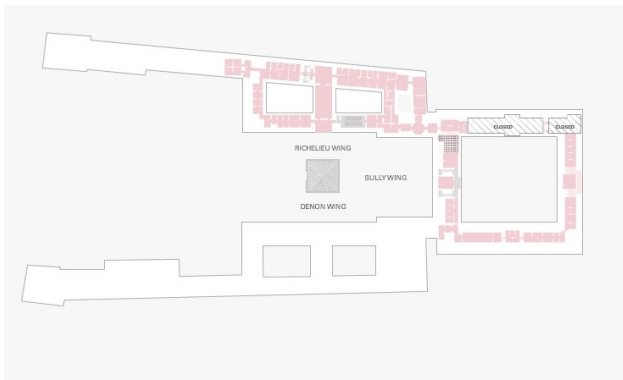 CLOSED
CLOSED
RICHELIEU WING
SULLY WING
DENON WING